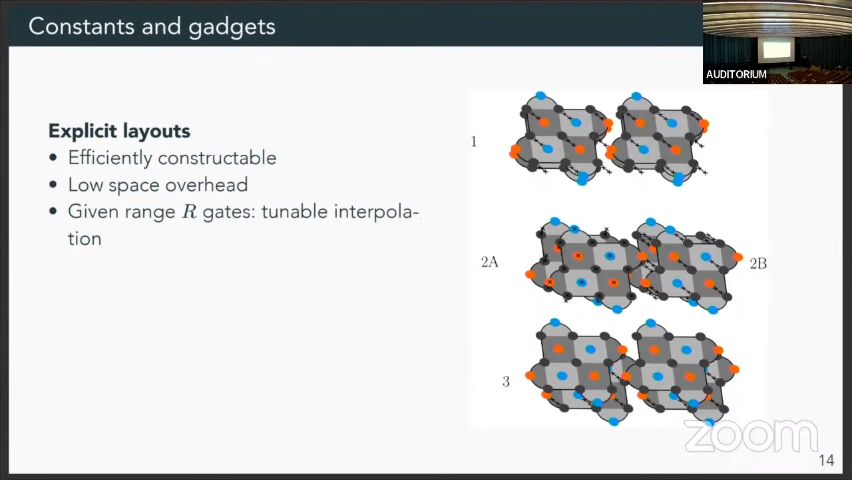 Constants and gadgets
AUDITORIUM
Explicit layouts
• Efficiently constructable
• Low space overhead
• Given range R gates: tunable interpola-
tion
1
2A
2B
3
zoom
14